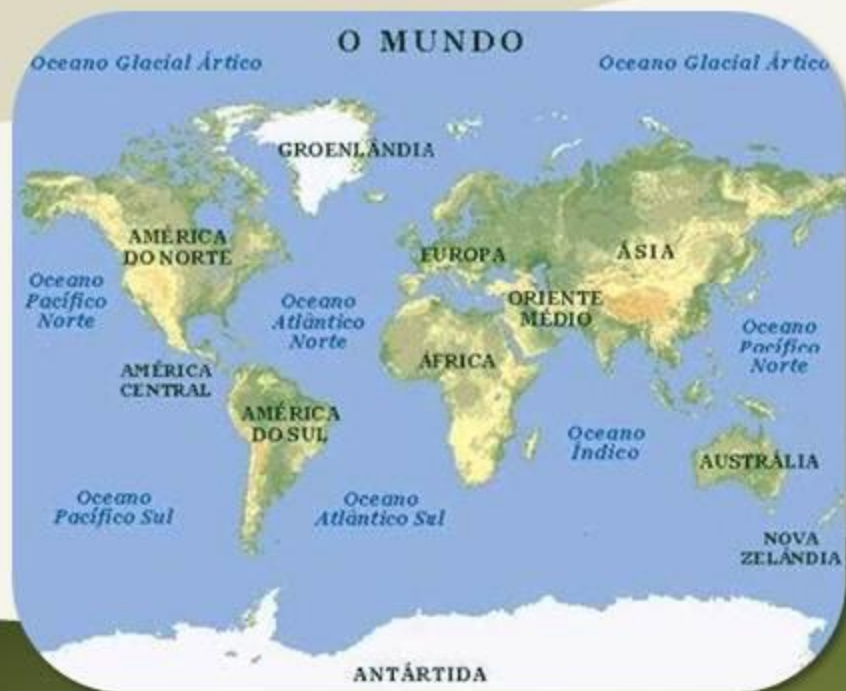 O MUNDO
Oceano Glacial Ártico
Oceano Glacial Ártico
GROENLÂNDIA
AMÉRICA
DO NORTE
EUROPA
ÁSIA
Oceano
Pacífico
Norte
Oceano
Atlântico
Norte
ORIENTE
MÉDIO
Oceano
Pacífico
Norte
AMÉRICA
CENTRAL
ÁFRICA
AMÉRICA
DO SUL
Oceano
Índico
AUSTRÁLIA
Oceano
Pacífico Sul
Oceano
Atlântico Sul
NOVA
ZELÂNDIA
ANTÁRTIDA